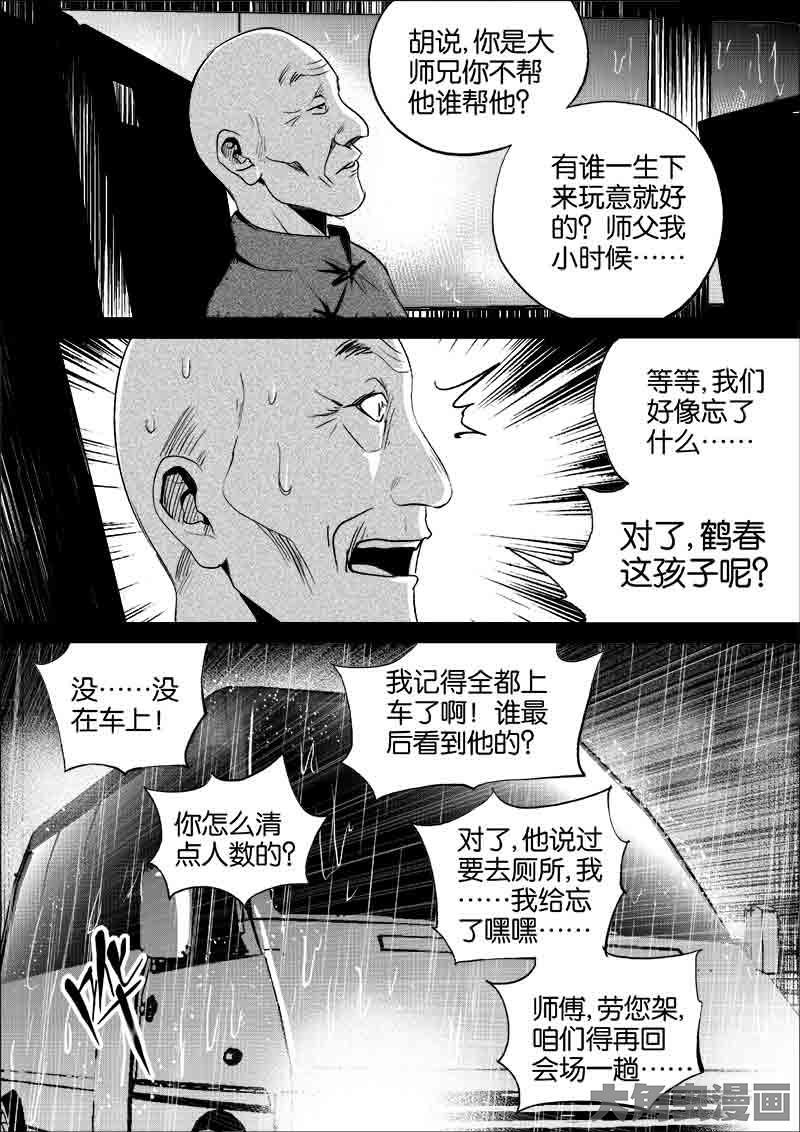 胡说,你是大
师兄你不帮
他谁帮他?
有谁一生下
来玩意就好
的?师父我
小时候……
等等,我们
好像忘了
什么……
对了,鹤春
这孩子呢?
没……没
在车上!
我记得全都上
车了啊!谁最
后看到他的?
你怎么清
点人数的?
对了,他说过
要去厕所,我
……我给忘
了嘿嘿……
师傅,劳您架,
咱们得再回
会场一趟……